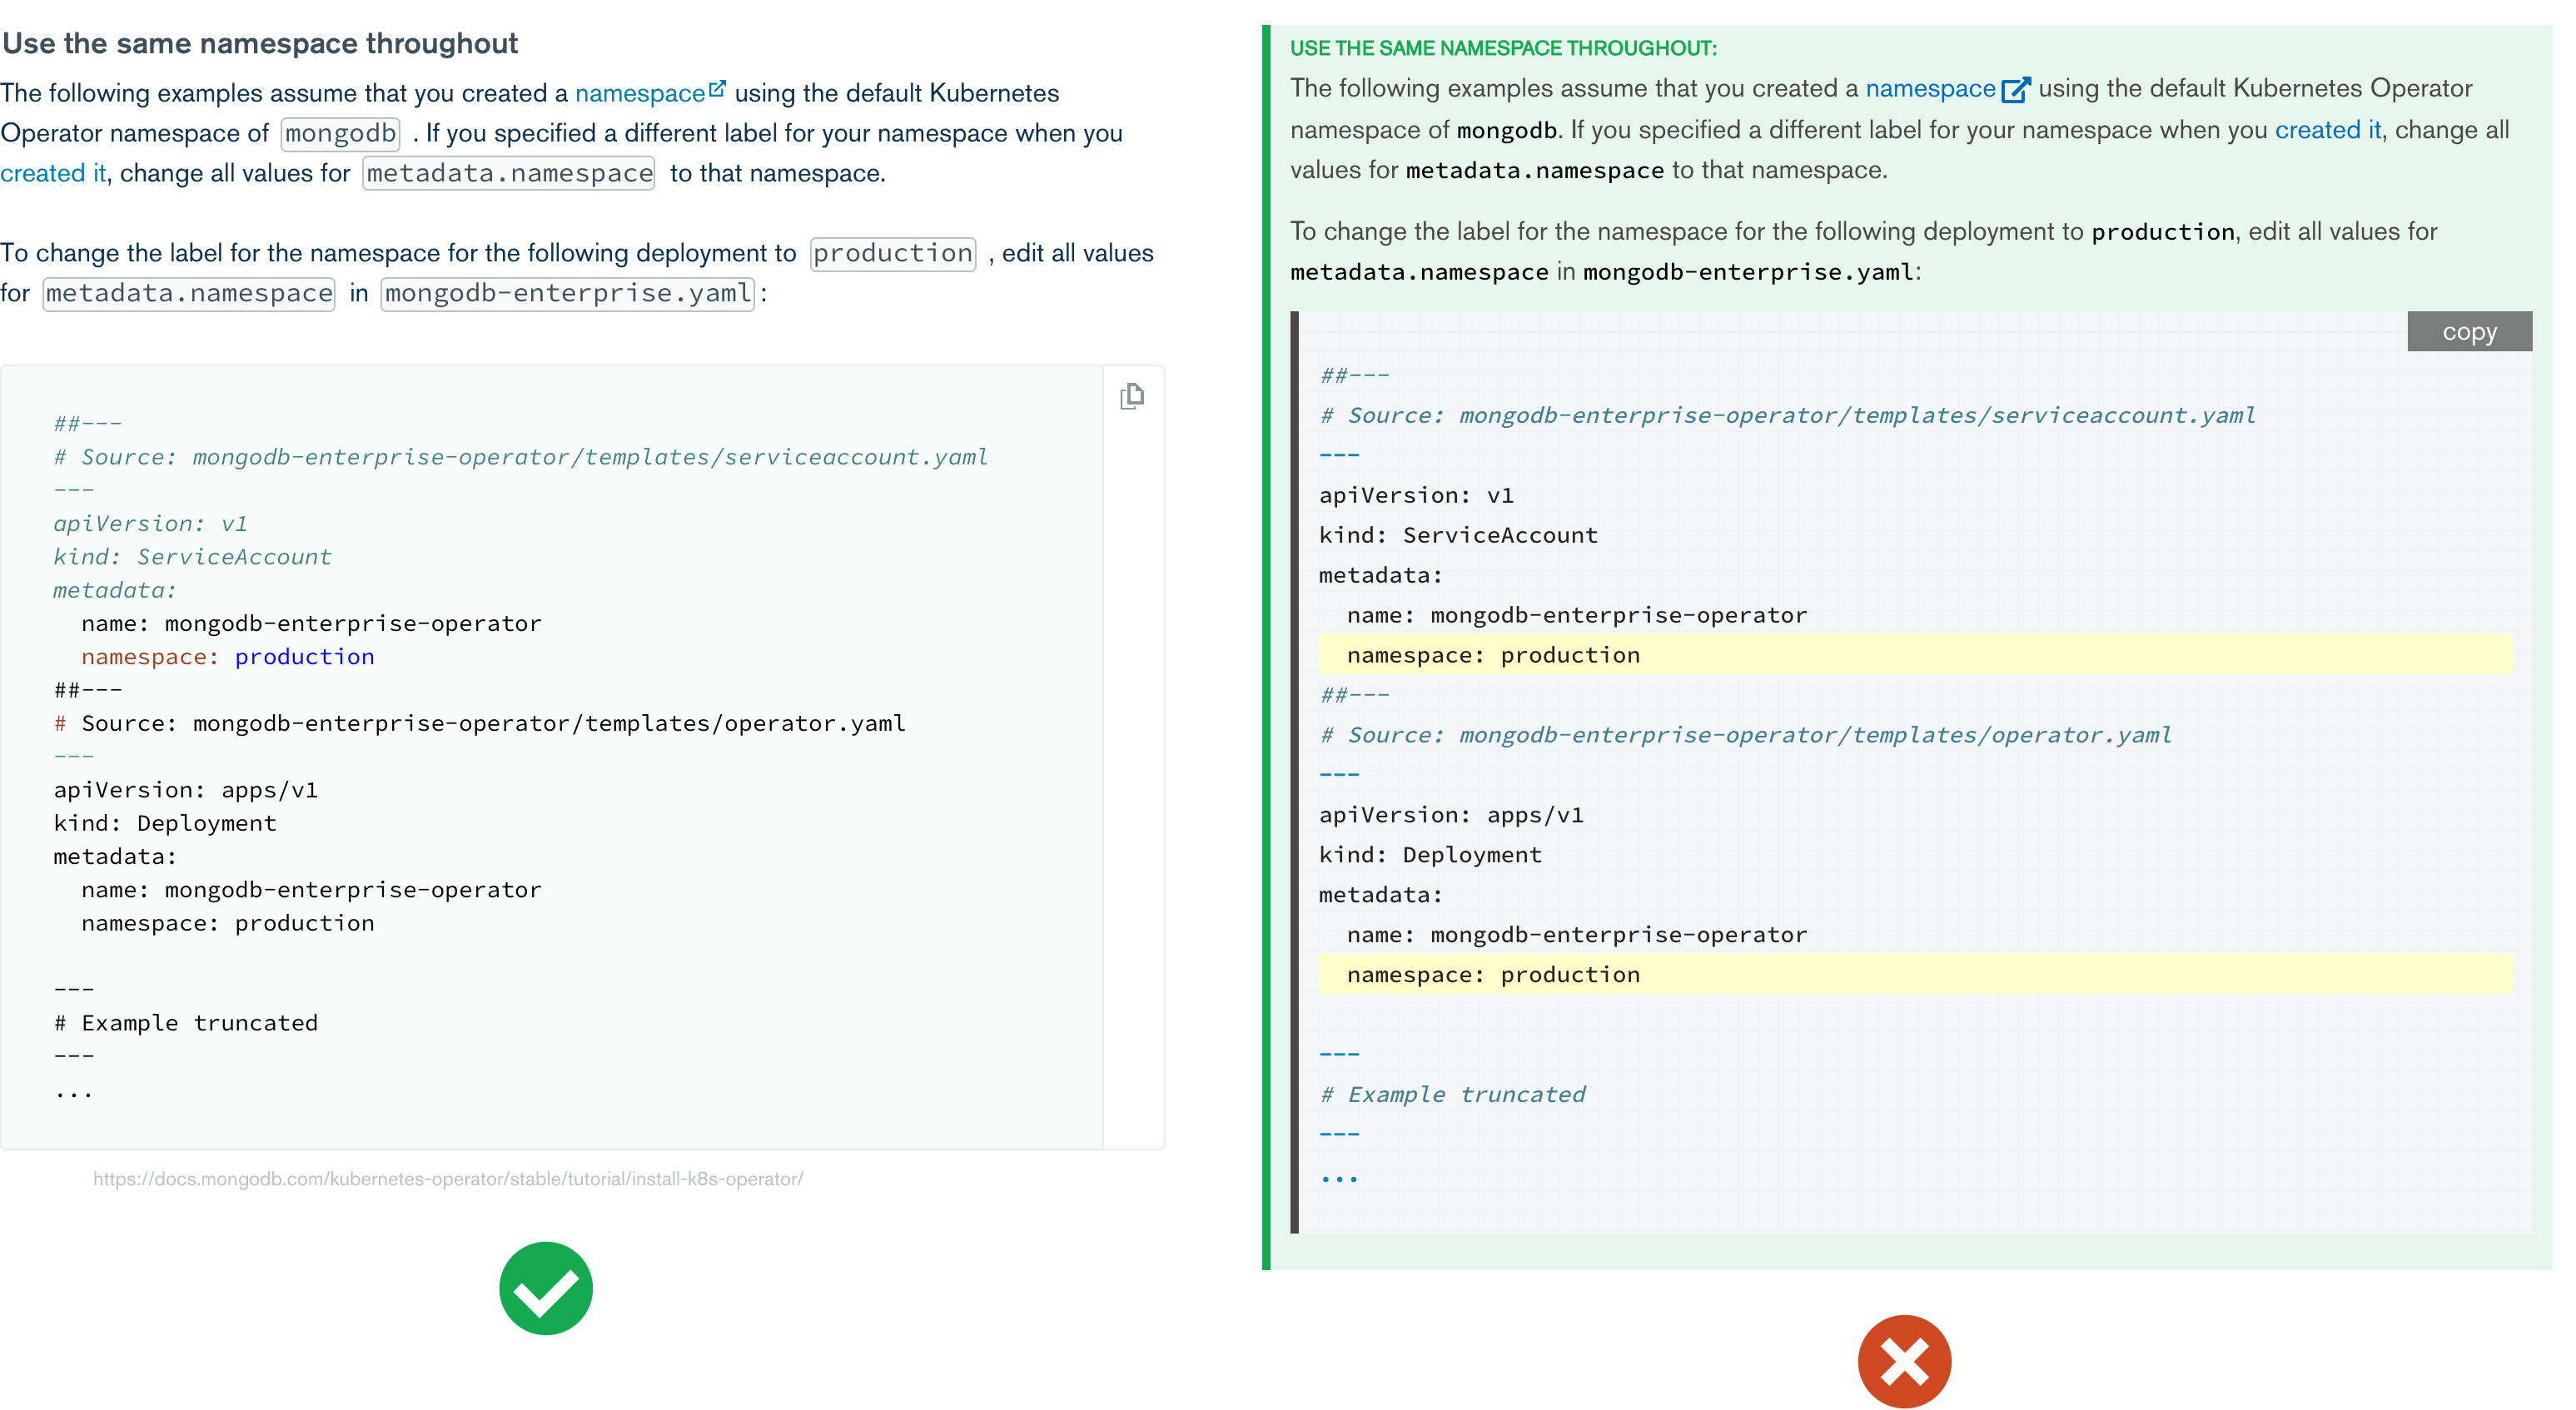 Use the same namespace throughout
The following examples assume that you created a namespace using the default Kubernetes
Operator namespace of mongodb . If you specified a different label for your namespace when you
created it, change all values for metadata.namespace to that namespace.
To change the label for the namespace for the following deployment to production , edit all values
for metadata.namespace in mongodb-enterprise.yaml :
##---
# Source: mongodb-enterprise-operator/templates/serviceaccount.yaml
---
apiVersion: v1
kind: ServiceAccount
metadata:
  name: mongodb-enterprise-operator
  namespace: production
##---
# Source: mongodb-enterprise-operator/templates/operator.yaml
---
apiVersion: apps/v1
kind: Deployment
metadata:
  name: mongodb-enterprise-operator
  namespace: production
---
# Example truncated
---
...
https://docs.mongodb.com/kubernetes-operator/stable/tutorial/install-k8s-operator/
USE THE SAME NAMESPACE THROUGHOUT:
The following examples assume that you created a namespace using the default Kubernetes Operator
namespace of mongodb. If you specified a different label for your namespace when you created it, change all
values for metadata.namespace to that namespace.
To change the label for the namespace for the following deployment to production, edit all values for
metadata.namespace in mongodb-enterprise.yaml:
copy
##---
# Source: mongodb-enterprise-operator/templates/serviceaccount.yaml
---
apiVersion: v1
kind: ServiceAccount
metadata:
  name: mongodb-enterprise-operator
  namespace: production
##---
# Source: mongodb-enterprise-operator/templates/operator.yaml
---
apiVersion: apps/v1
kind: Deployment
metadata:
  name: mongodb-enterprise-operator
  namespace: production
---
# Example truncated
---
...